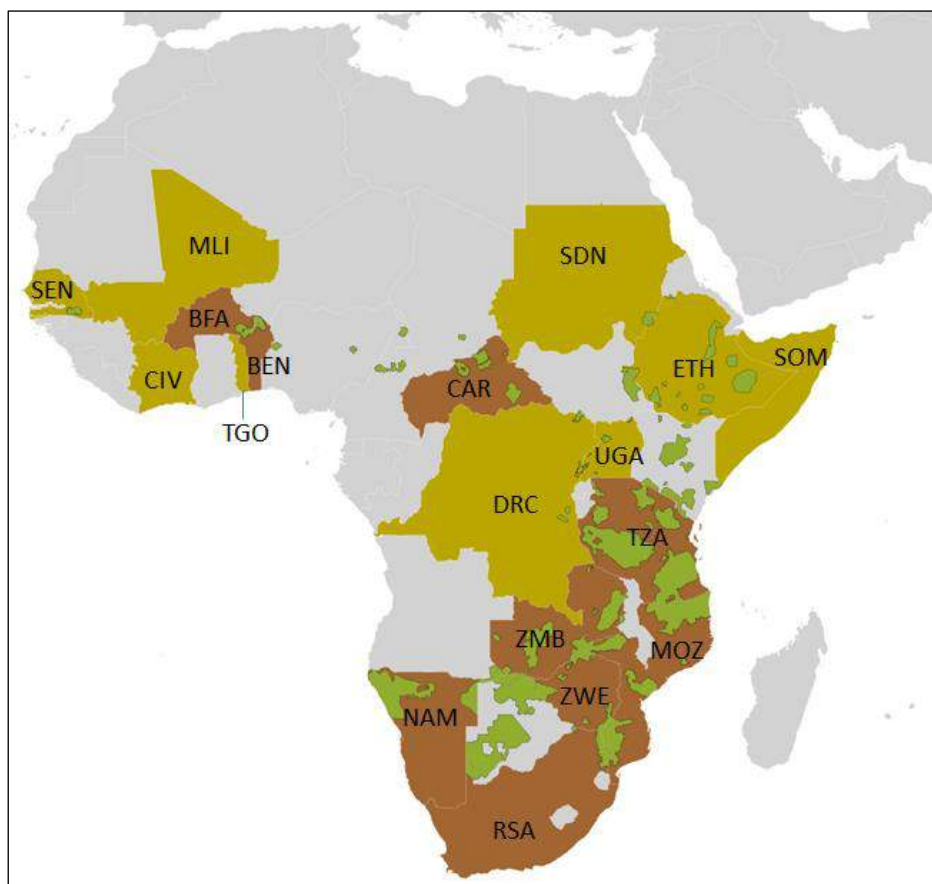 MLI
SDN
SEN
BFA
SOM
ETH
BEN
CIV
CAR
TGO
UGA
DRC
TZA
ZMB
MOZ
ZWE
NAM
RSA